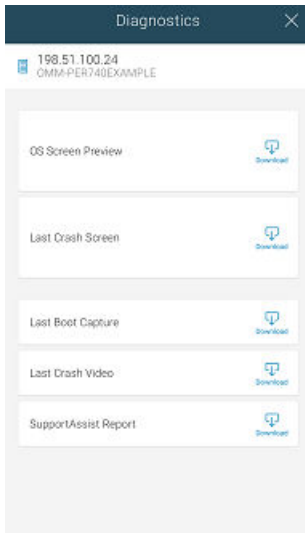 Diagnostics
198.51.100.24
OMM-PER740EXAMPLE
OS Screen Preview
Download
Last Crash Screen
Download
Last Boot Capture
Download
Last Crash Video
Download
SupportAssist Report
Download